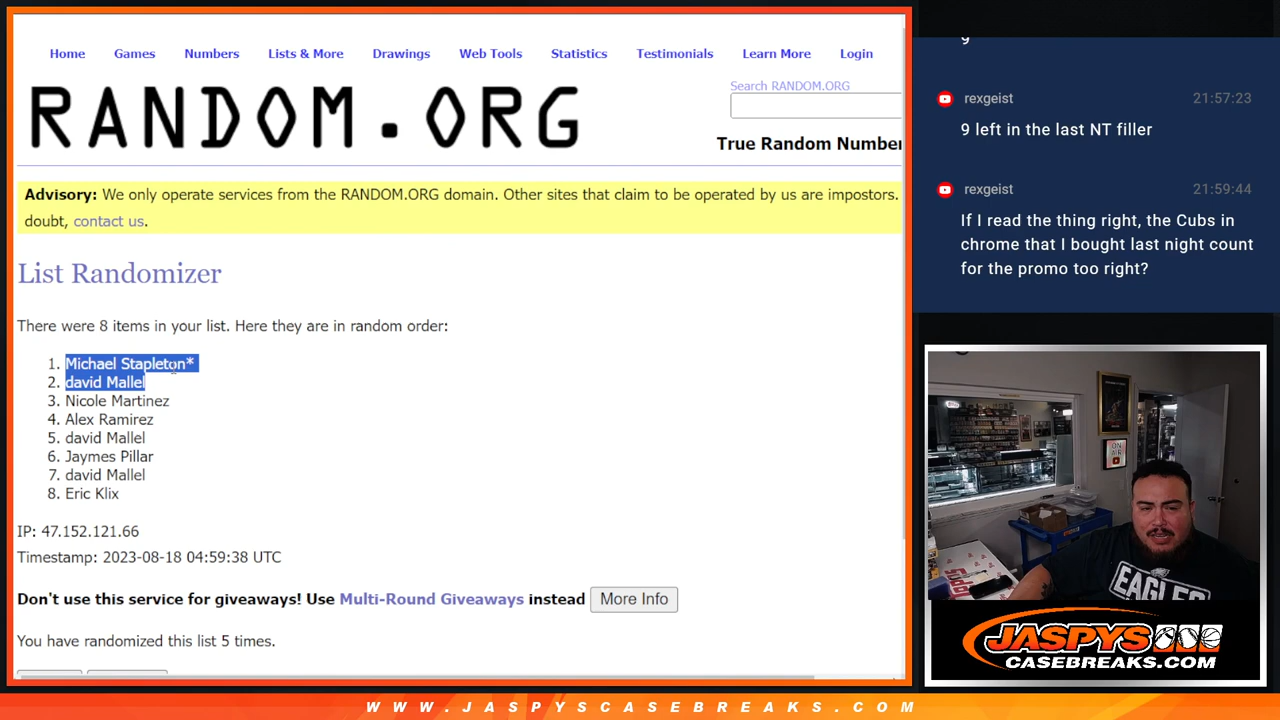 Home Games Numbers Lists & More Drawings Web Tools Statistics Testimonials Learn More Login
RANDOM.ORG
Search RANDOM.ORG
True Random Number
Advisory: We only operate services from the RANDOM.ORG domain. Other sites that claim to be operated by us are impostors.
doubt, contact us.
List Randomizer
There were 8 items in your list. Here they are in random order:
1. Michael Stapleton*
2. david Mallel
3. Nicole Martinez
4. Alex Ramirez
5. david Mallel
6. Jaymes Pillar
7. david Mallel
8. Eric Klix
IP: 47.152.121.66
Timestamp: 2023-08-18 04:59:38 UTC
Don't use this service for giveaways! Use Multi-Round Giveaways instead More Info
You have randomized this list 5 times.
9
rexgeist 21:57:23
9 left in the last NT filler
rexgeist 21:59:44
If I read the thing right, the Cubs in
chrome that I bought last night count
for the promo too right?
ON
AIR
EAGLES
JASPYS
CASEBREAKS.COM
WWW.JASPYSCASEBREAKS.COM